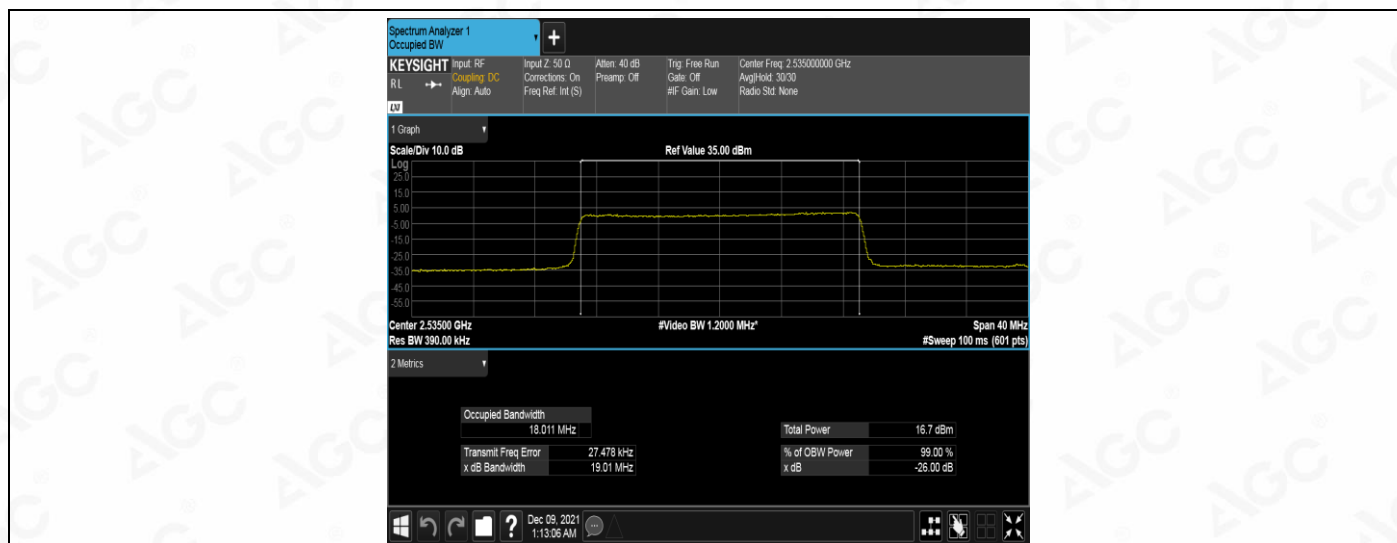 Spectrum Analyzer 1
Occupied BW
+
KEYSIGHT Input: RF Input Z: 50 Ω Atten: 40 dB Trig: Free Run Center Freq: 2.535000000 GHz
RL Coupling: DC Corrections: On Preamp: Off Gate: Off Avg|Hold: 30/30
Align: Auto Freq Ref: Int (S) #IF Gain: Low Radio Std: None
LXI
1 Graph
Scale/Div 10.0 dB Ref Value 35.00 dBm
Log
25.0
15.0
5.00
-5.00
-15.0
-25.0
-35.0
-45.0
-55.0
Center 2.53500 GHz #Video BW 1.2000 MHz* Span 40 MHz
Res BW 390.00 kHz #Sweep 100 ms (601 pts)
2 Metrics
Occupied Bandwidth
18.011 MHz Total Power 16.7 dBm
Transmit Freq Error 27.478 kHz % of OBW Power 99.00 %
x dB Bandwidth 19.01 MHz x dB -26.00 dB
? Dec 09, 2021
1:13:06 AM
AGC